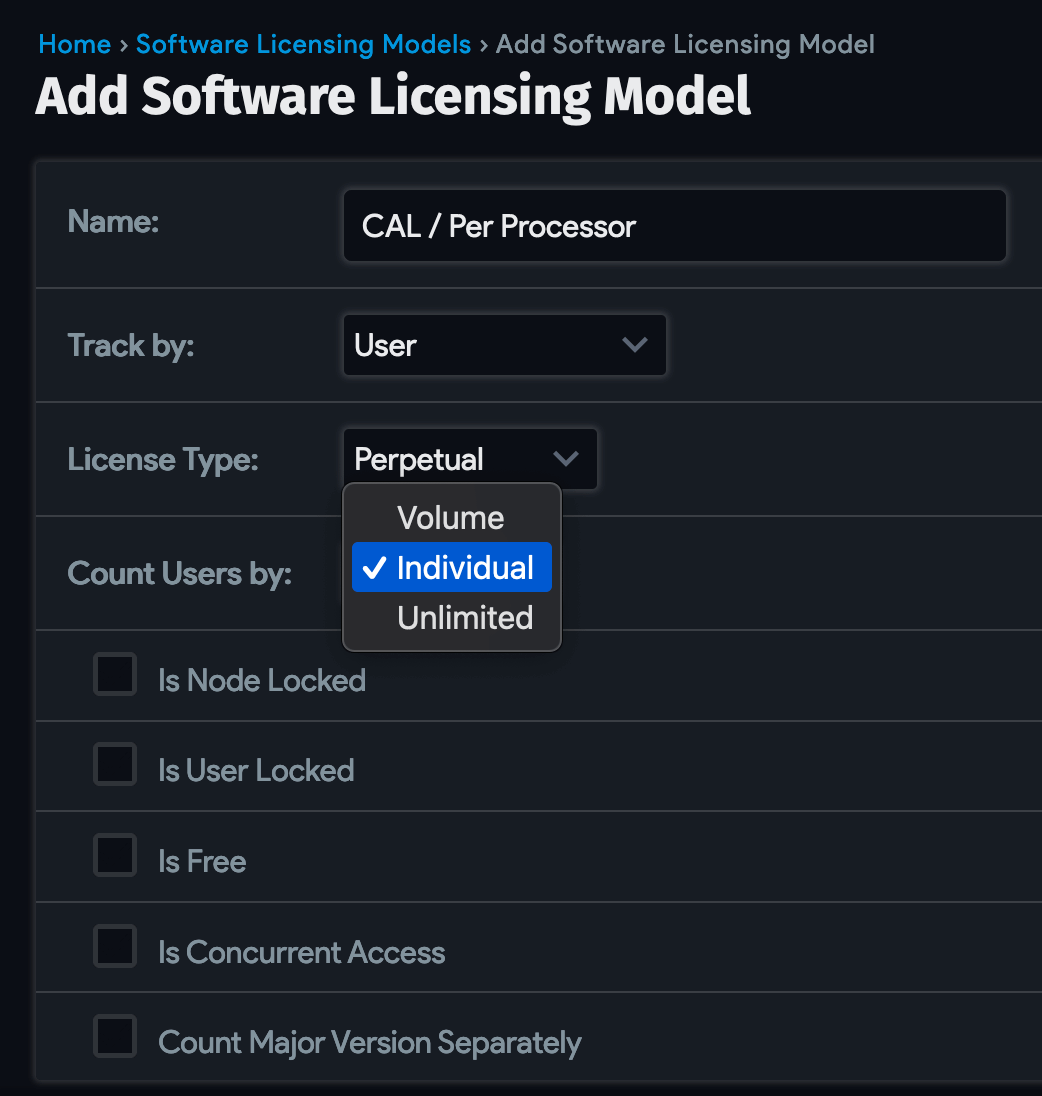 Home › Software Licensing Models › Add Software Licensing Model
Add Software Licensing Model
Name: CAL / Per Processor
Track by: User
License Type: Perpetual
Volume
Count Users by: Individual
Unlimited
Is Node Locked
Is User Locked
Is Free
Is Concurrent Access
Count Major Version Separately